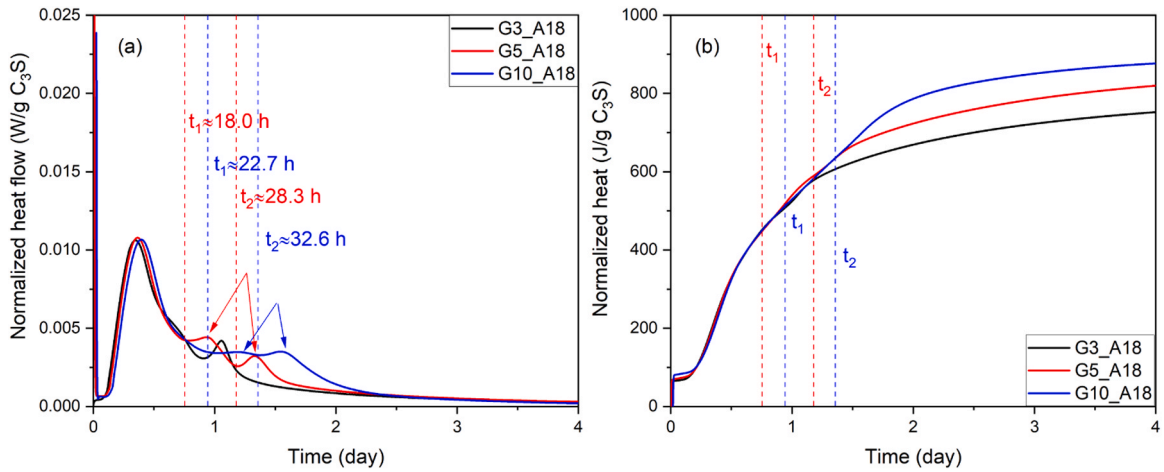 (a)
G3_A18
G5_A18
G10_A18
t₁≈18.0 h
t₁≈22.7 h
t₂≈28.3 h
t₂≈32.6 h
0.025
0.020
0.015
0.010
0.005
0.000
0
1
2
3
4
Normalized heat flow (W/g C₃S)
Time (day)
(b)
t₁
t₂
t₁
t₂
G3_A18
G5_A18
G10_A18
1000
800
600
400
200
0
0
1
2
3
4
Normalized heat (J/g C₃S)
Time (day)